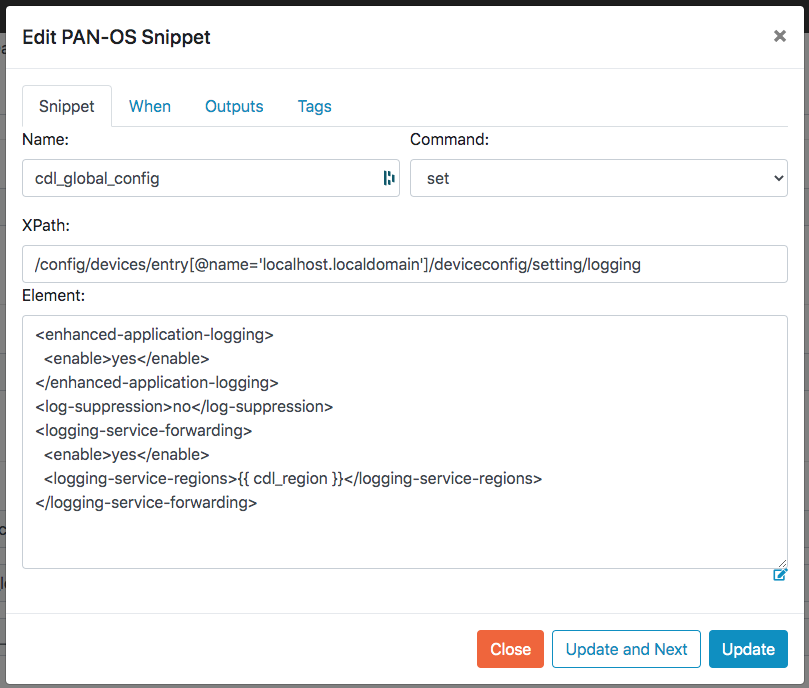 Edit PAN-OS Snippet
×
Snippet When Outputs Tags
Name: Command:
cdl_global_config set
XPath:
/config/devices/entry[@name='localhost.localdomain']/deviceconfig/setting/logging
Element:
<enhanced-application-logging>
  <enable>yes</enable>
</enhanced-application-logging>
<log-suppression>no</log-suppression>
<logging-service-forwarding>
  <enable>yes</enable>
  <logging-service-regions>{{ cdl_region }}</logging-service-regions>
</logging-service-forwarding>
Close Update and Next Update